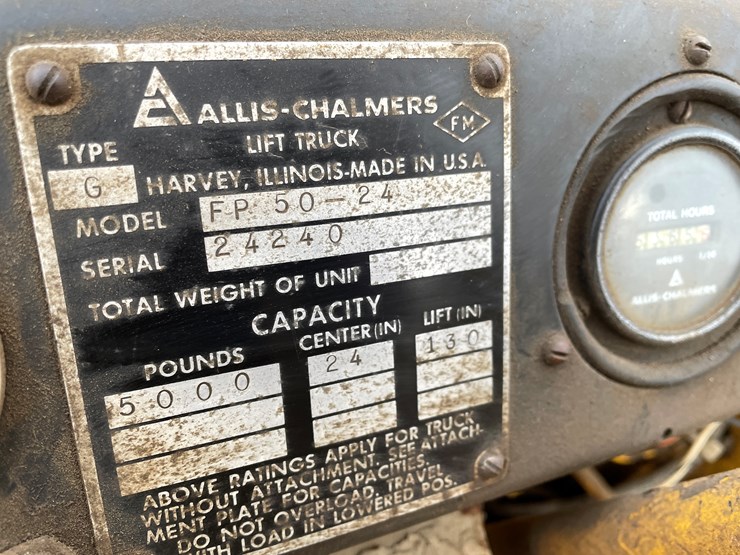 ALLIS-CHALMERS
FM
LIFT TRUCK
TYPE
G
HARVEY, ILLINOIS-MADE IN U.S.A.
MODEL FP 50-24
SERIAL 24240
TOTAL WEIGHT OF UNIT
CAPACITY
POUNDS CENTER(IN) LIFT(IN)
5000 24 130
ABOVE RATINGS APPLY FOR TRUCK
WITHOUT ATTACHMENT. SEE ATTACH-
MENT PLATE FOR CAPACITIES
DO NOT OVERLOAD. TRAVEL
WITH LOAD IN LOWERED POS.
TOTAL HOURS
HOURS 1/10
ALLIS-CHALMERS